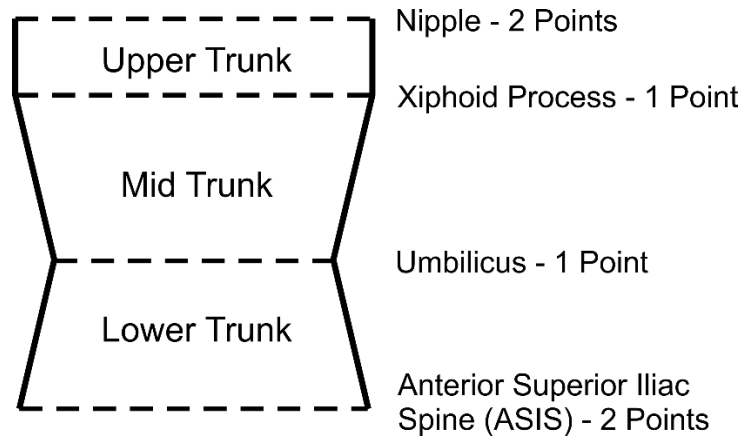 Nipple - 2 Points
Upper Trunk
Xiphoid Process - 1 Point
Mid Trunk
Umbilicus - 1 Point
Lower Trunk
Anterior Superior Iliac
Spine (ASIS) - 2 Points